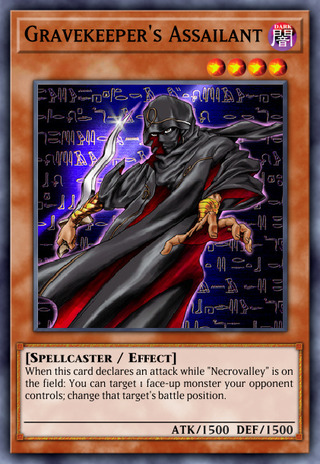 Gravekeeper's Assailant
DARK
闇
[Spellcaster / Effect]
When this card declares an attack while "Necrovalley" is on
the field: You can target 1 face-up monster your opponent
controls; change that target's battle position.
ATK/1500 DEF/1500